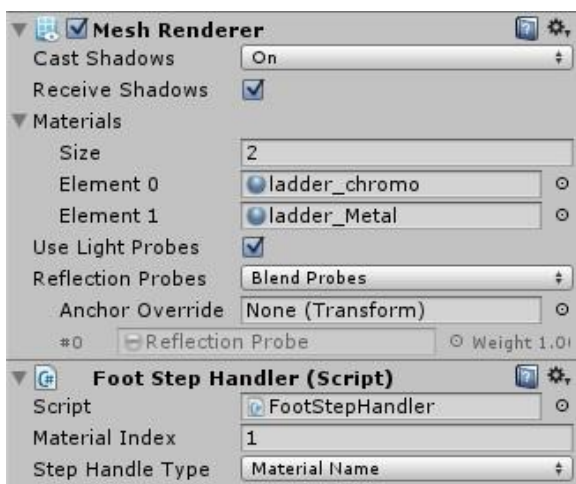 Mesh Renderer
Cast Shadows On
Receive Shadows
Materials
Size 2
Element 0 ladder_chromo
Element 1 ladder_Metal
Use Light Probes
Reflection Probes Blend Probes
Anchor Override None (Transform)
#0 Reflection Probe Weight 1.0
C# Foot Step Handler (Script)
Script FootStepHandler
Material Index 1
Step Handle Type Material Name